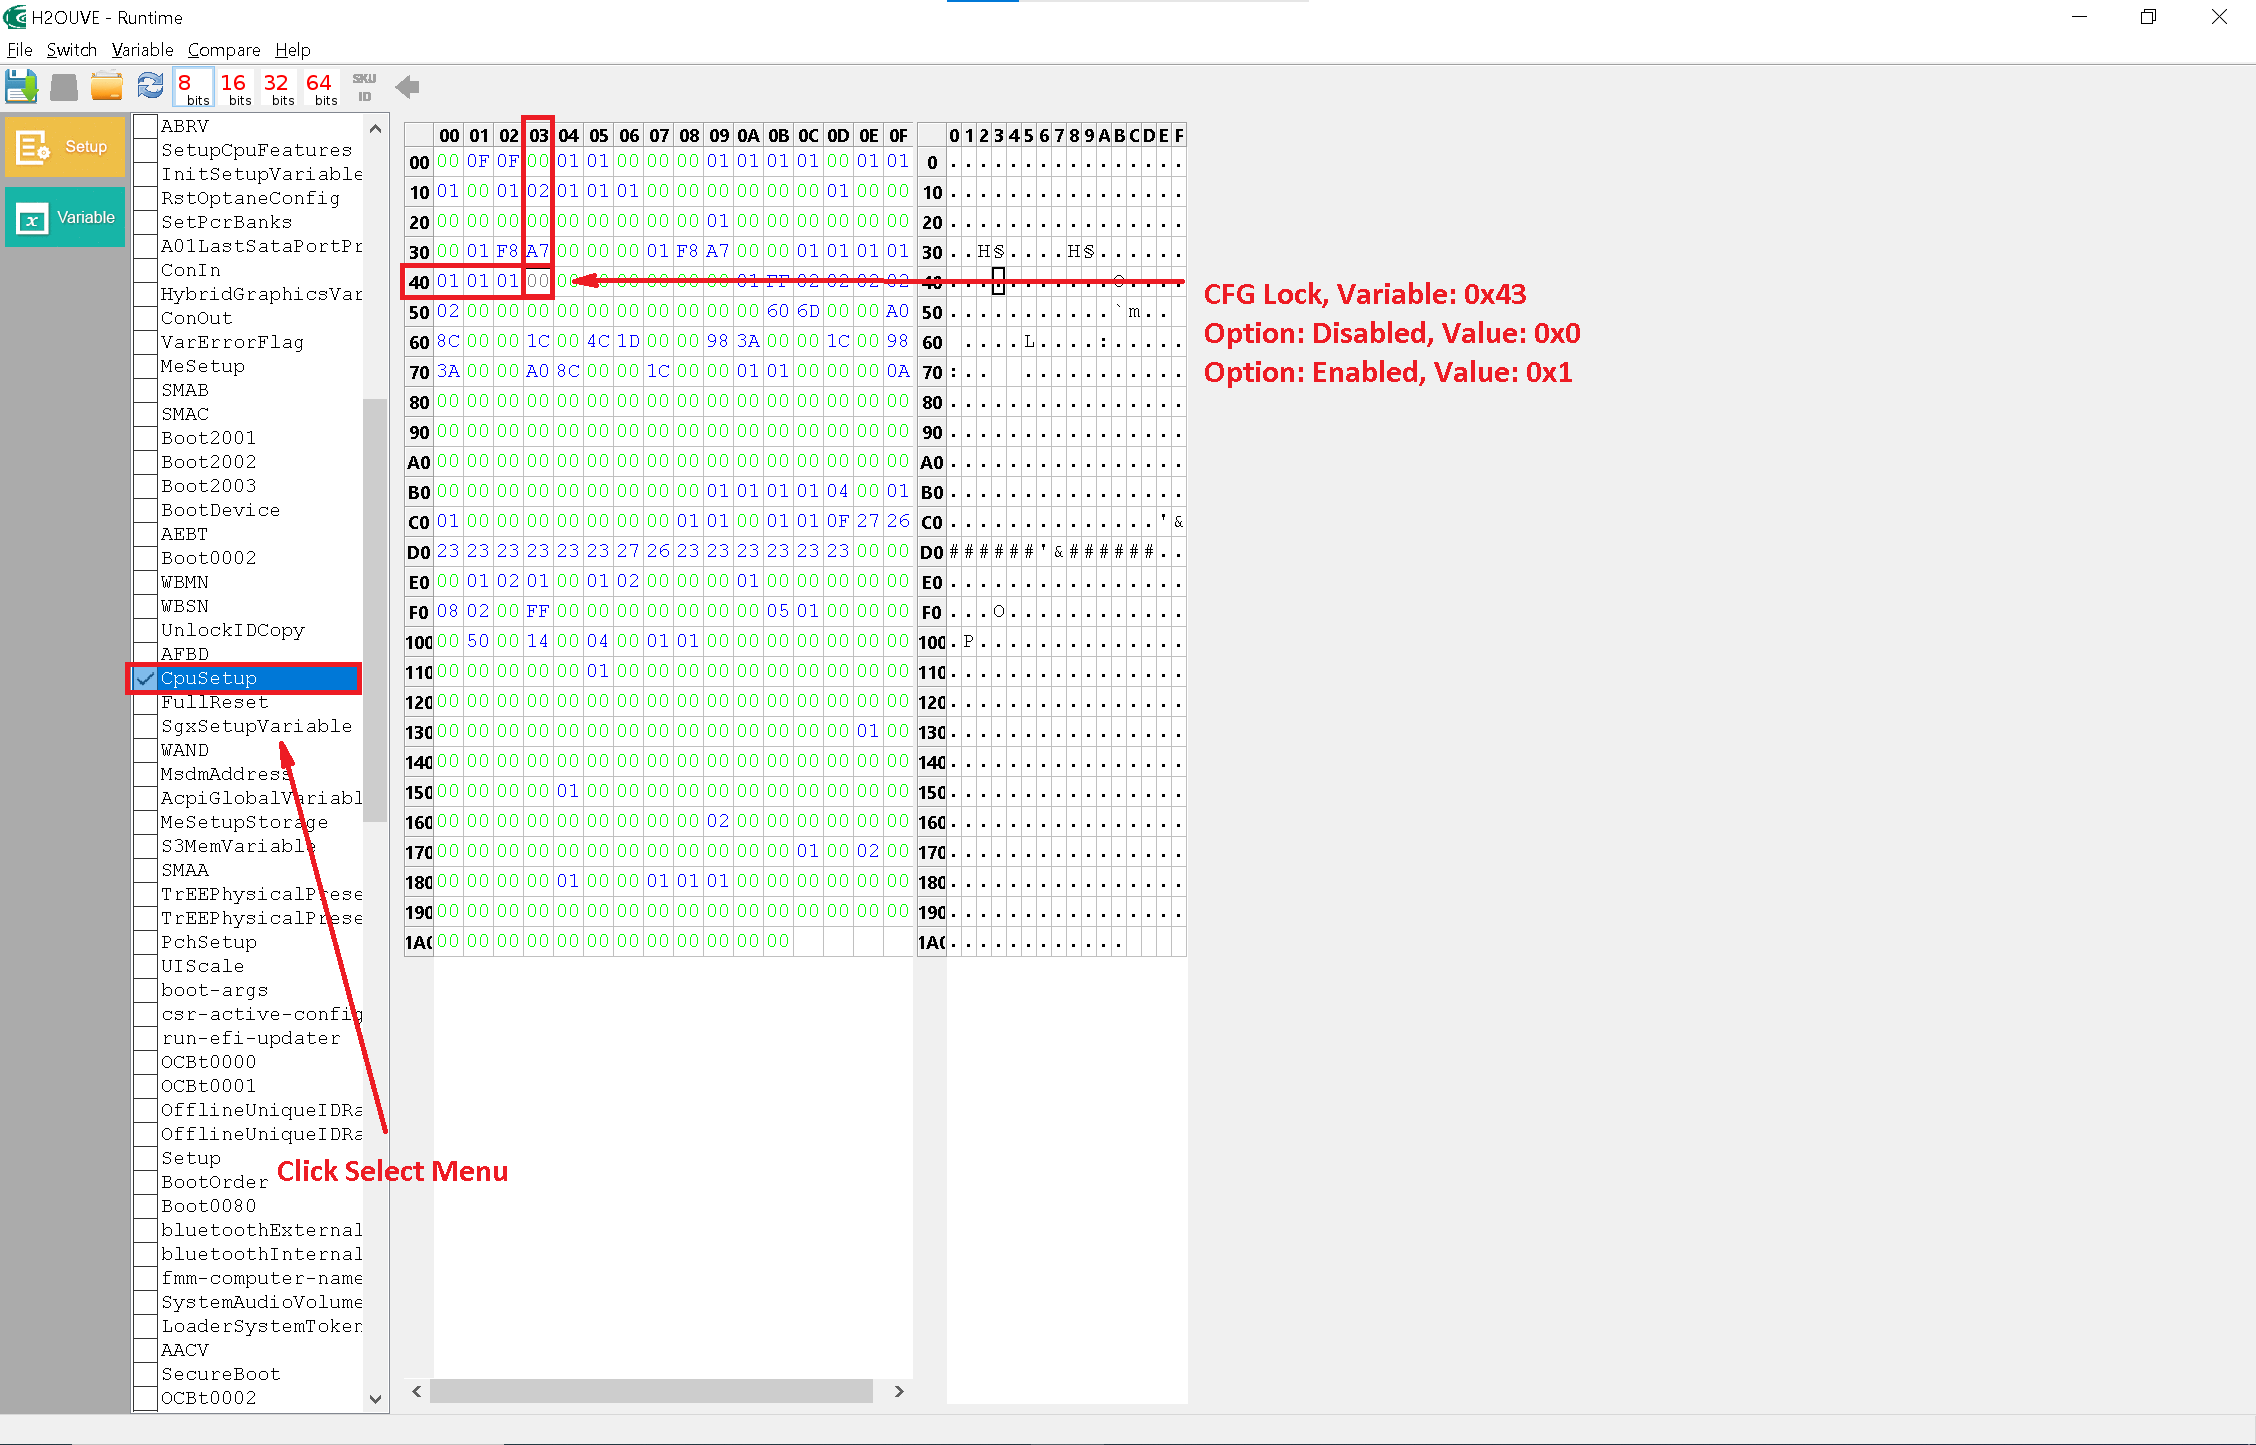 H2OUVE - Runtime
File Switch Variable Compare Help
8 bits 16 bits 32 bits 64 bits SKU ID
Setup
Variable
ABRV
SetupCpuFeatures
InitSetupVariable
RstOptaneConfig
SetPcrBanks
A01LastSataPortPr
ConIn
HybridGraphicsVar
ConOut
VarErrorFlag
MeSetup
SMAB
SMAC
Boot2001
Boot2002
Boot2003
BootDevice
AEBT
Boot0002
WBMN
WBSN
UnlockIDCopy
AFBD
CpuSetup
FullReset
SgxSetupVariable
WAND
MsdmAddress
AcpiGlobalVariabl
MeSetupStorage
S3MemVariable
SMAA
TrEEPhysicalPrese
TrEEPhysicalPrese
PchSetup
UIScale
boot-args
csr-active-config
run-efi-updater
OCBt0000
OCBt0001
OfflineUniqueIDRa
OfflineUniqueIDRa
Setup
BootOrder
Boot0080
bluetoothExternal
bluetoothInternal
fmm-computer-name
SystemAudioVolume
LoaderSystemToken
AACV
SecureBoot
OCBt0002
Click Select Menu
00 01 02 03 04 05 06 07 08 09 0A 0B 0C 0D 0E 0F
00 00 0F 0F 00 01 01 00 00 00 01 01 01 01 00 01 01
10 01 00 01 02 01 01 01 00 00 00 00 00 00 01 00 00
20 00 00 00 00 00 00 00 00 00 01 00 00 00 00 00 00
30 00 01 F8 A7 00 00 00 01 F8 A7 00 00 01 01 01 01
40 01 01 01 00 00 00 00 00 00 00 01 FF 02 02 02 02
50 02 00 00 00 00 00 00 00 00 00 00 60 6D 00 00 A0
60 8C 00 00 1C 00 4C 1D 00 00 98 3A 00 00 1C 00 98
70 3A 00 00 A0 8C 00 00 1C 00 00 01 01 00 00 00 0A
80 00 00 00 00 00 00 00 00 00 00 00 00 00 00 00 00
90 00 00 00 00 00 00 00 00 00 00 00 00 00 00 00 00
A0 00 00 00 00 00 00 00 00 00 00 00 00 00 00 00 00
B0 00 00 00 00 00 00 00 00 00 01 01 01 01 04 00 01
C0 01 00 00 00 00 00 00 00 01 01 00 01 01 0F 27 26
D0 23 23 23 23 23 23 27 26 23 23 23 23 23 23 00 00
E0 00 01 02 01 00 01 02 00 00 00 01 00 00 00 00 00
F0 08 02 00 FF 00 00 00 00 00 00 00 05 01 00 00 00
100 00 50 00 14 00 04 00 01 01 00 00 00 00 00 00 00
110 00 00 00 00 00 01 00 00 00 00 00 00 00 00 00 00
120 00 00 00 00 00 00 00 00 00 00 00 00 00 00 00 00
130 00 00 00 00 00 00 00 00 00 00 00 00 00 00 01 00
140 00 00 00 00 00 00 00 00 00 00 00 00 00 00 00 00
150 00 00 00 00 01 00 00 00 00 00 00 00 00 00 00 00
160 00 00 00 00 00 00 00 00 00 02 00 00 00 00 00 00
170 00 00 00 00 00 00 00 00 00 00 00 00 01 00 02 00
180 00 00 00 00 01 00 00 01 01 01 00 00 00 00 00 00
190 00 00 00 00 00 00 00 00 00 00 00 00 00 00 00 00
1A0 00 00 00 00 00 00 00 00 00 00 00 00
0 1 2 3 4 5 6 7 8 9 A B C D E F
0 . . . . . . . . . . . . . . . .
10 . . . . . . . . . . . . . . . .
20 . . . . . . . . . . . . . . . .
30 . . H S . . . . H S . . . . . .
40 . . . . . . . . . . . O . . . .
50 . . . . . . . . . . . ` m . .
60 . . . . L . . . . : . . . . .
70 : . . . . . . . . . . . . .
80 . . . . . . . . . . . . . . . .
90 . . . . . . . . . . . . . . . .
A0 . . . . . . . . . . . . . . . .
B0 . . . . . . . . . . . . . . . .
C0 . . . . . . . . . . . . . . ' &
D0 # # # # # # ' & # # # # # # . .
E0 . . . . . . . . . . . . . . . .
F0 . . . O . . . . . . . . . . . .
100 . P . . . . . . . . . . . . . .
110 . . . . . . . . . . . . . . . .
120 . . . . . . . . . . . . . . . .
130 . . . . . . . . . . . . . . . .
140 . . . . . . . . . . . . . . . .
150 . . . . . . . . . . . . . . . .
160 . . . . . . . . . . . . . . . .
170 . . . . . . . . . . . . . . . .
180 . . . . . . . . . . . . . . . .
190 . . . . . . . . . . . . . . . .
1A0 . . . . . . . . . . . .
CFG Lock, Variable: 0x43
Option: Disabled, Value: 0x0
Option: Enabled, Value: 0x1